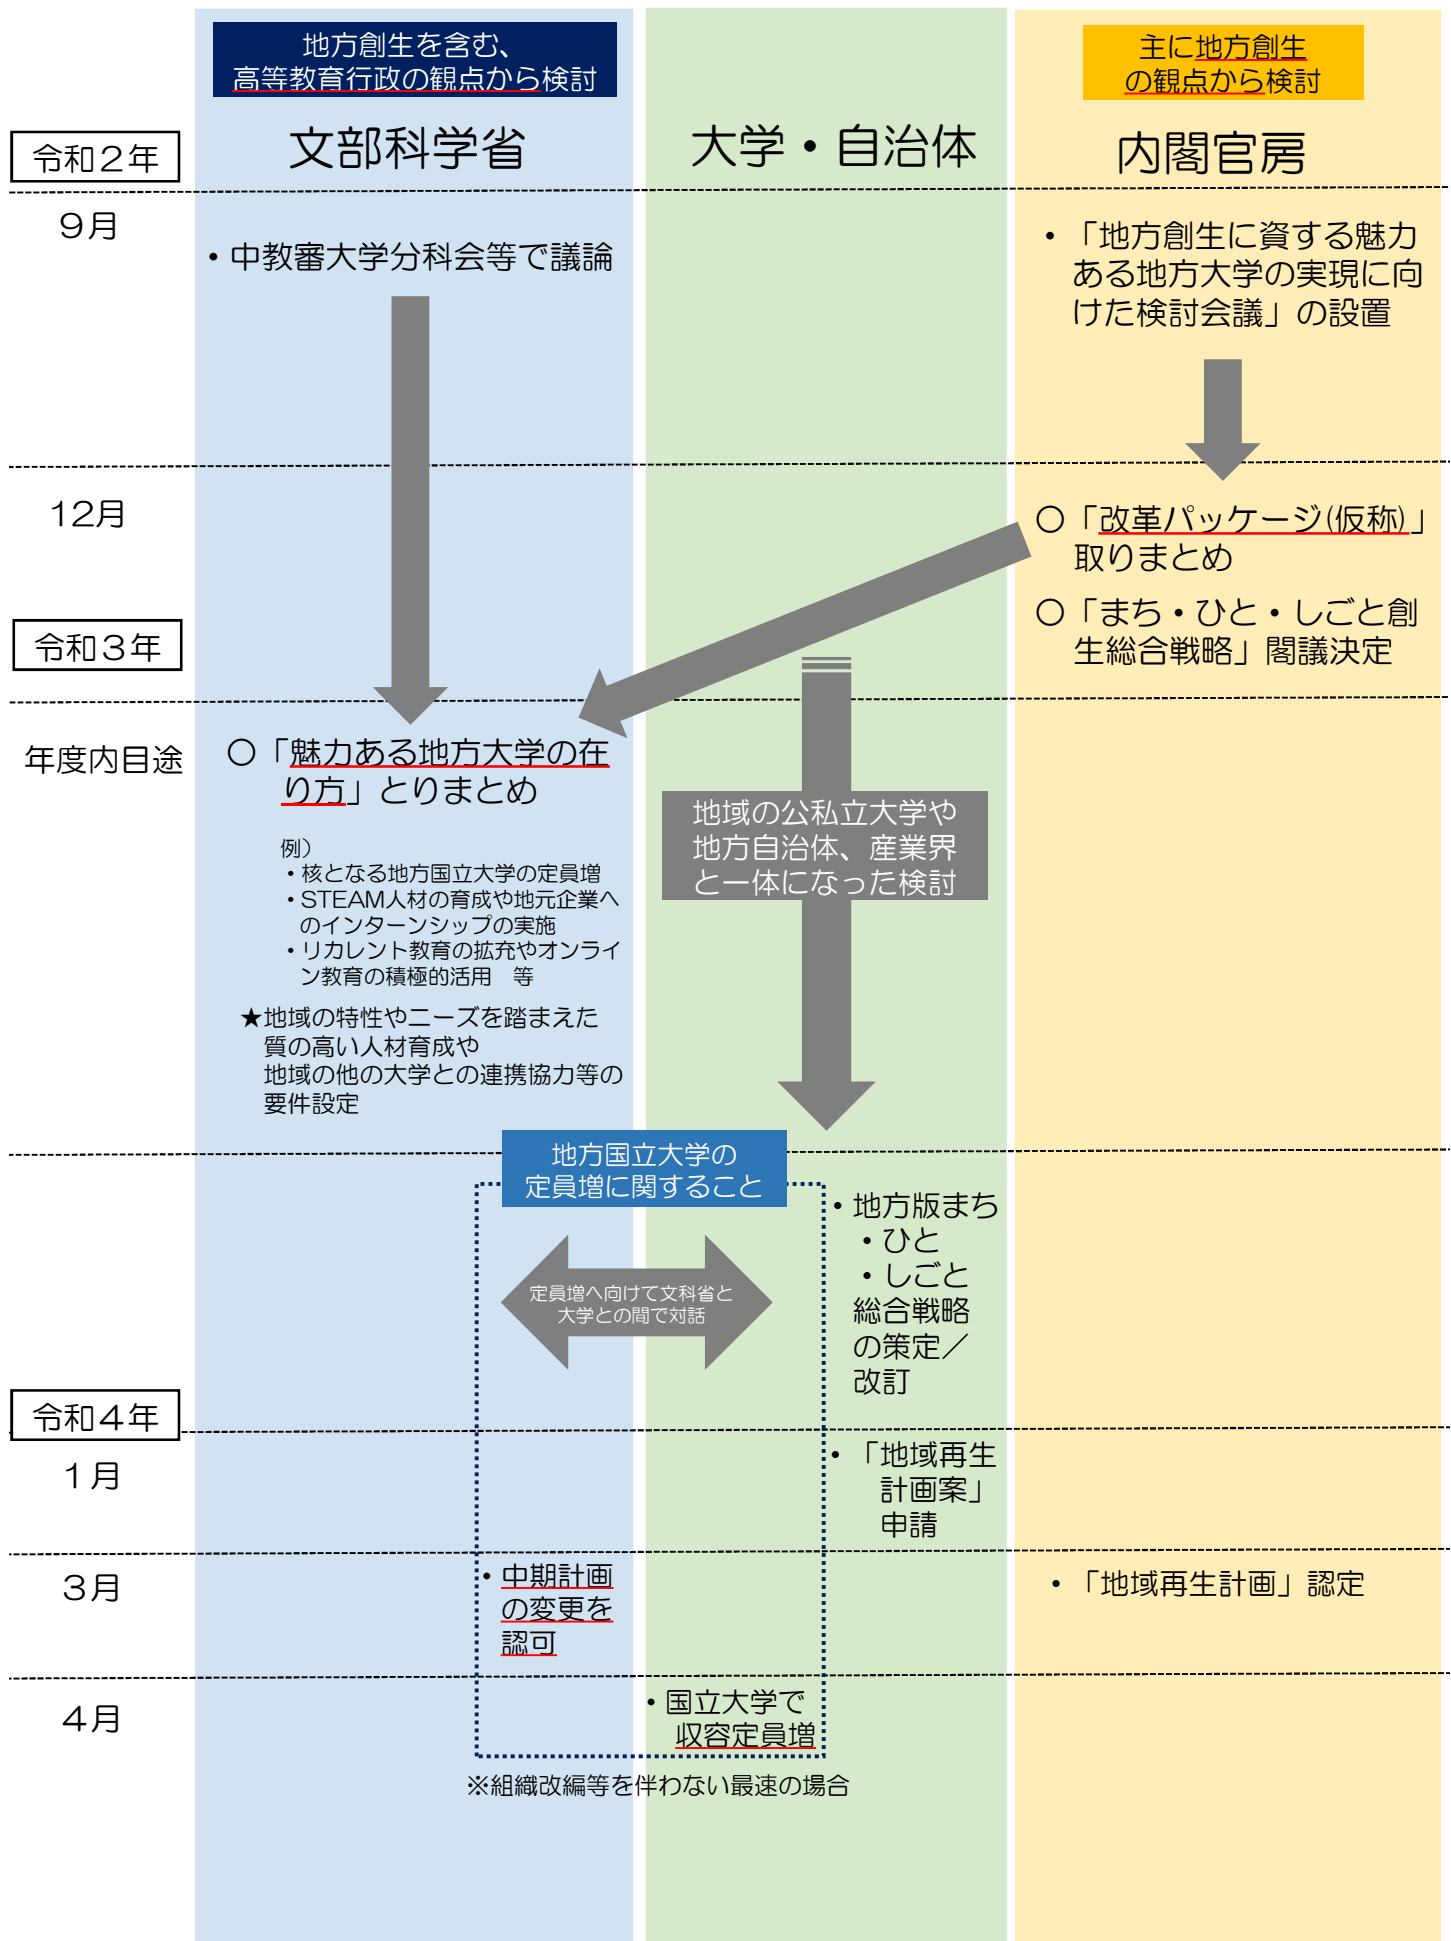 地方創生を含む、
高等教育行政の観点から検討
主に地方創生
の観点から検討
文部科学省
大学・自治体
内閣官房
令和２年
９月
・中教審大学分科会等で議論
・「地方創生に資する魅力
ある地方大学の実現に向
けた検討会議」の設置
12月
〇「改革パッケージ(仮称)」
取りまとめ
〇「まち・ひと・しごと創
生総合戦略」閣議決定
令和３年
年度内目途
〇「魅力ある地方大学の在
り方」とりまとめ
例）
・核となる地方国立大学の定員増
・STEAM人材の育成や地元企業へ
のインターンシップの実施
・リカレント教育の拡充やオンライ
ン教育の積極的活用　等
★地域の特性やニーズを踏まえた
質の高い人材育成や
地域の他の大学との連携協力等の
要件設定
地域の公私立大学や
地方自治体、産業界
と一体になった検討
地方国立大学の
定員増に関すること
定員増へ向けて文科省と
大学との間で対話
・地方版まち
・ひと
・しごと
総合戦略
の策定／
改訂
令和４年
１月
・「地域再生
計画案」
申請
３月
・中期計画
の変更を
認可
・「地域再生計画」認定
４月
・国立大学で
収容定員増
※組織改編等を伴わない最速の場合